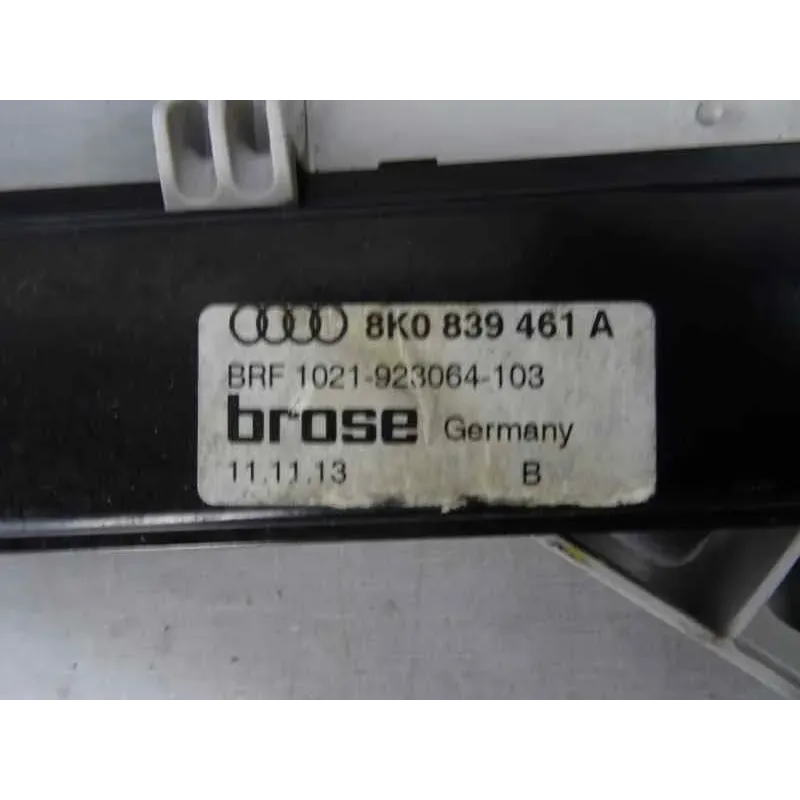 8K0 839 461 A
BRF 1021-923064-103
brose Germany
11.11.13 B